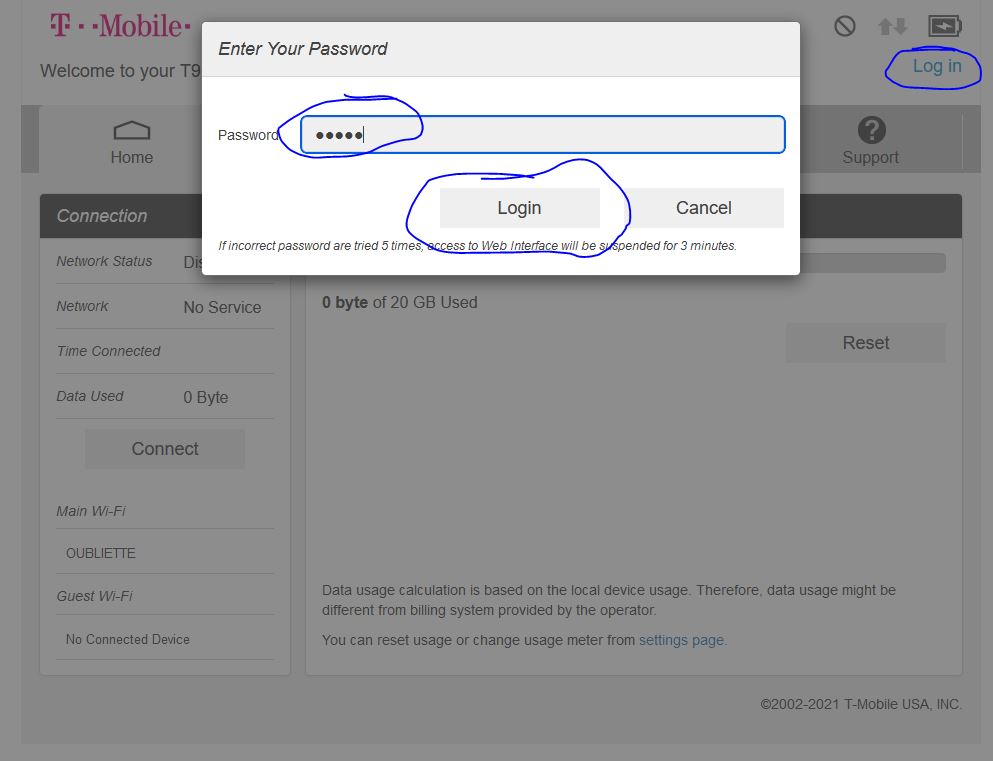 T··Mobile·
Welcome to your T9
Log in
Enter Your Password
Password
●●●●●
Login
Cancel
If incorrect password are tried 5 times, access to Web Interface will be suspended for 3 minutes.
Home
? Support
Connection
Network Status Dis
Network No Service
Time Connected
Data Used 0 Byte
Connect
Main Wi-Fi
OUBLIETTE
Guest Wi-Fi
No Connected Device
0 byte of 20 GB Used
Reset
Data usage calculation is based on the local device usage. Therefore, data usage might be
different from billing system provided by the operator.
You can reset usage or change usage meter from settings page.
©2002-2021 T-Mobile USA, INC.